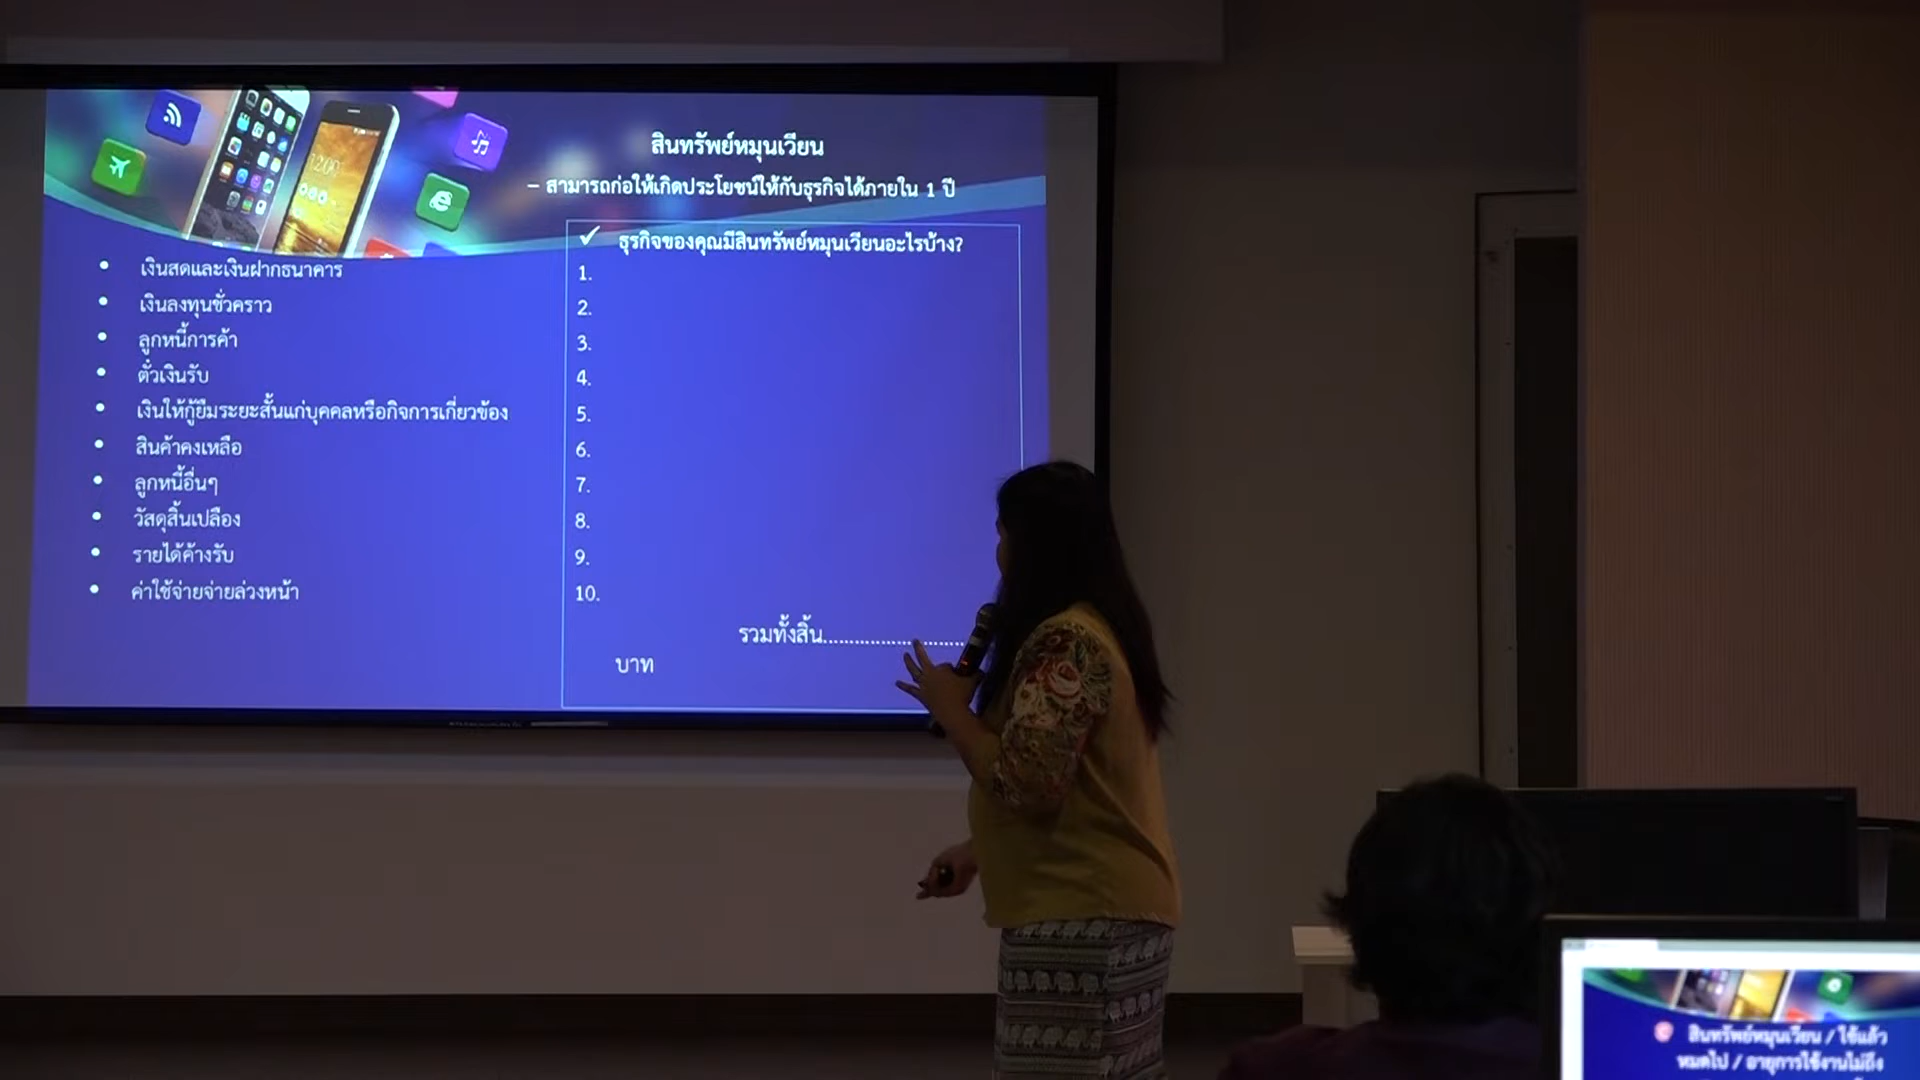 สินทรัพย์หมุนเวียน
– สามารถก่อให้เกิดประโยชน์ให้กับธุรกิจได้ภายใน 1 ปี
• เงินสดและเงินฝากธนาคาร
• เงินลงทุนชั่วคราว
• ลูกหนี้การค้า
• ตั๋วเงินรับ
• เงินให้กู้ยืมระยะสั้นแก่บุคคลหรือกิจการเกี่ยวข้อง
• สินค้าคงเหลือ
• ลูกหนี้อื่นๆ
• วัสดุสิ้นเปลือง
• รายได้ค้างรับ
• ค่าใช้จ่ายจ่ายล่วงหน้า
✓ ธุรกิจของคุณมีสินทรัพย์หมุนเวียนอะไรบ้าง?
1.
2.
3.
4.
5.
6.
7.
8.
9.
10.
รวมทั้งสิ้น...........................
บาท
สินทรัพย์หมุนเวียน / ใช้แล้ว
หมดไป / อายุการใช้งานไม่ถึง